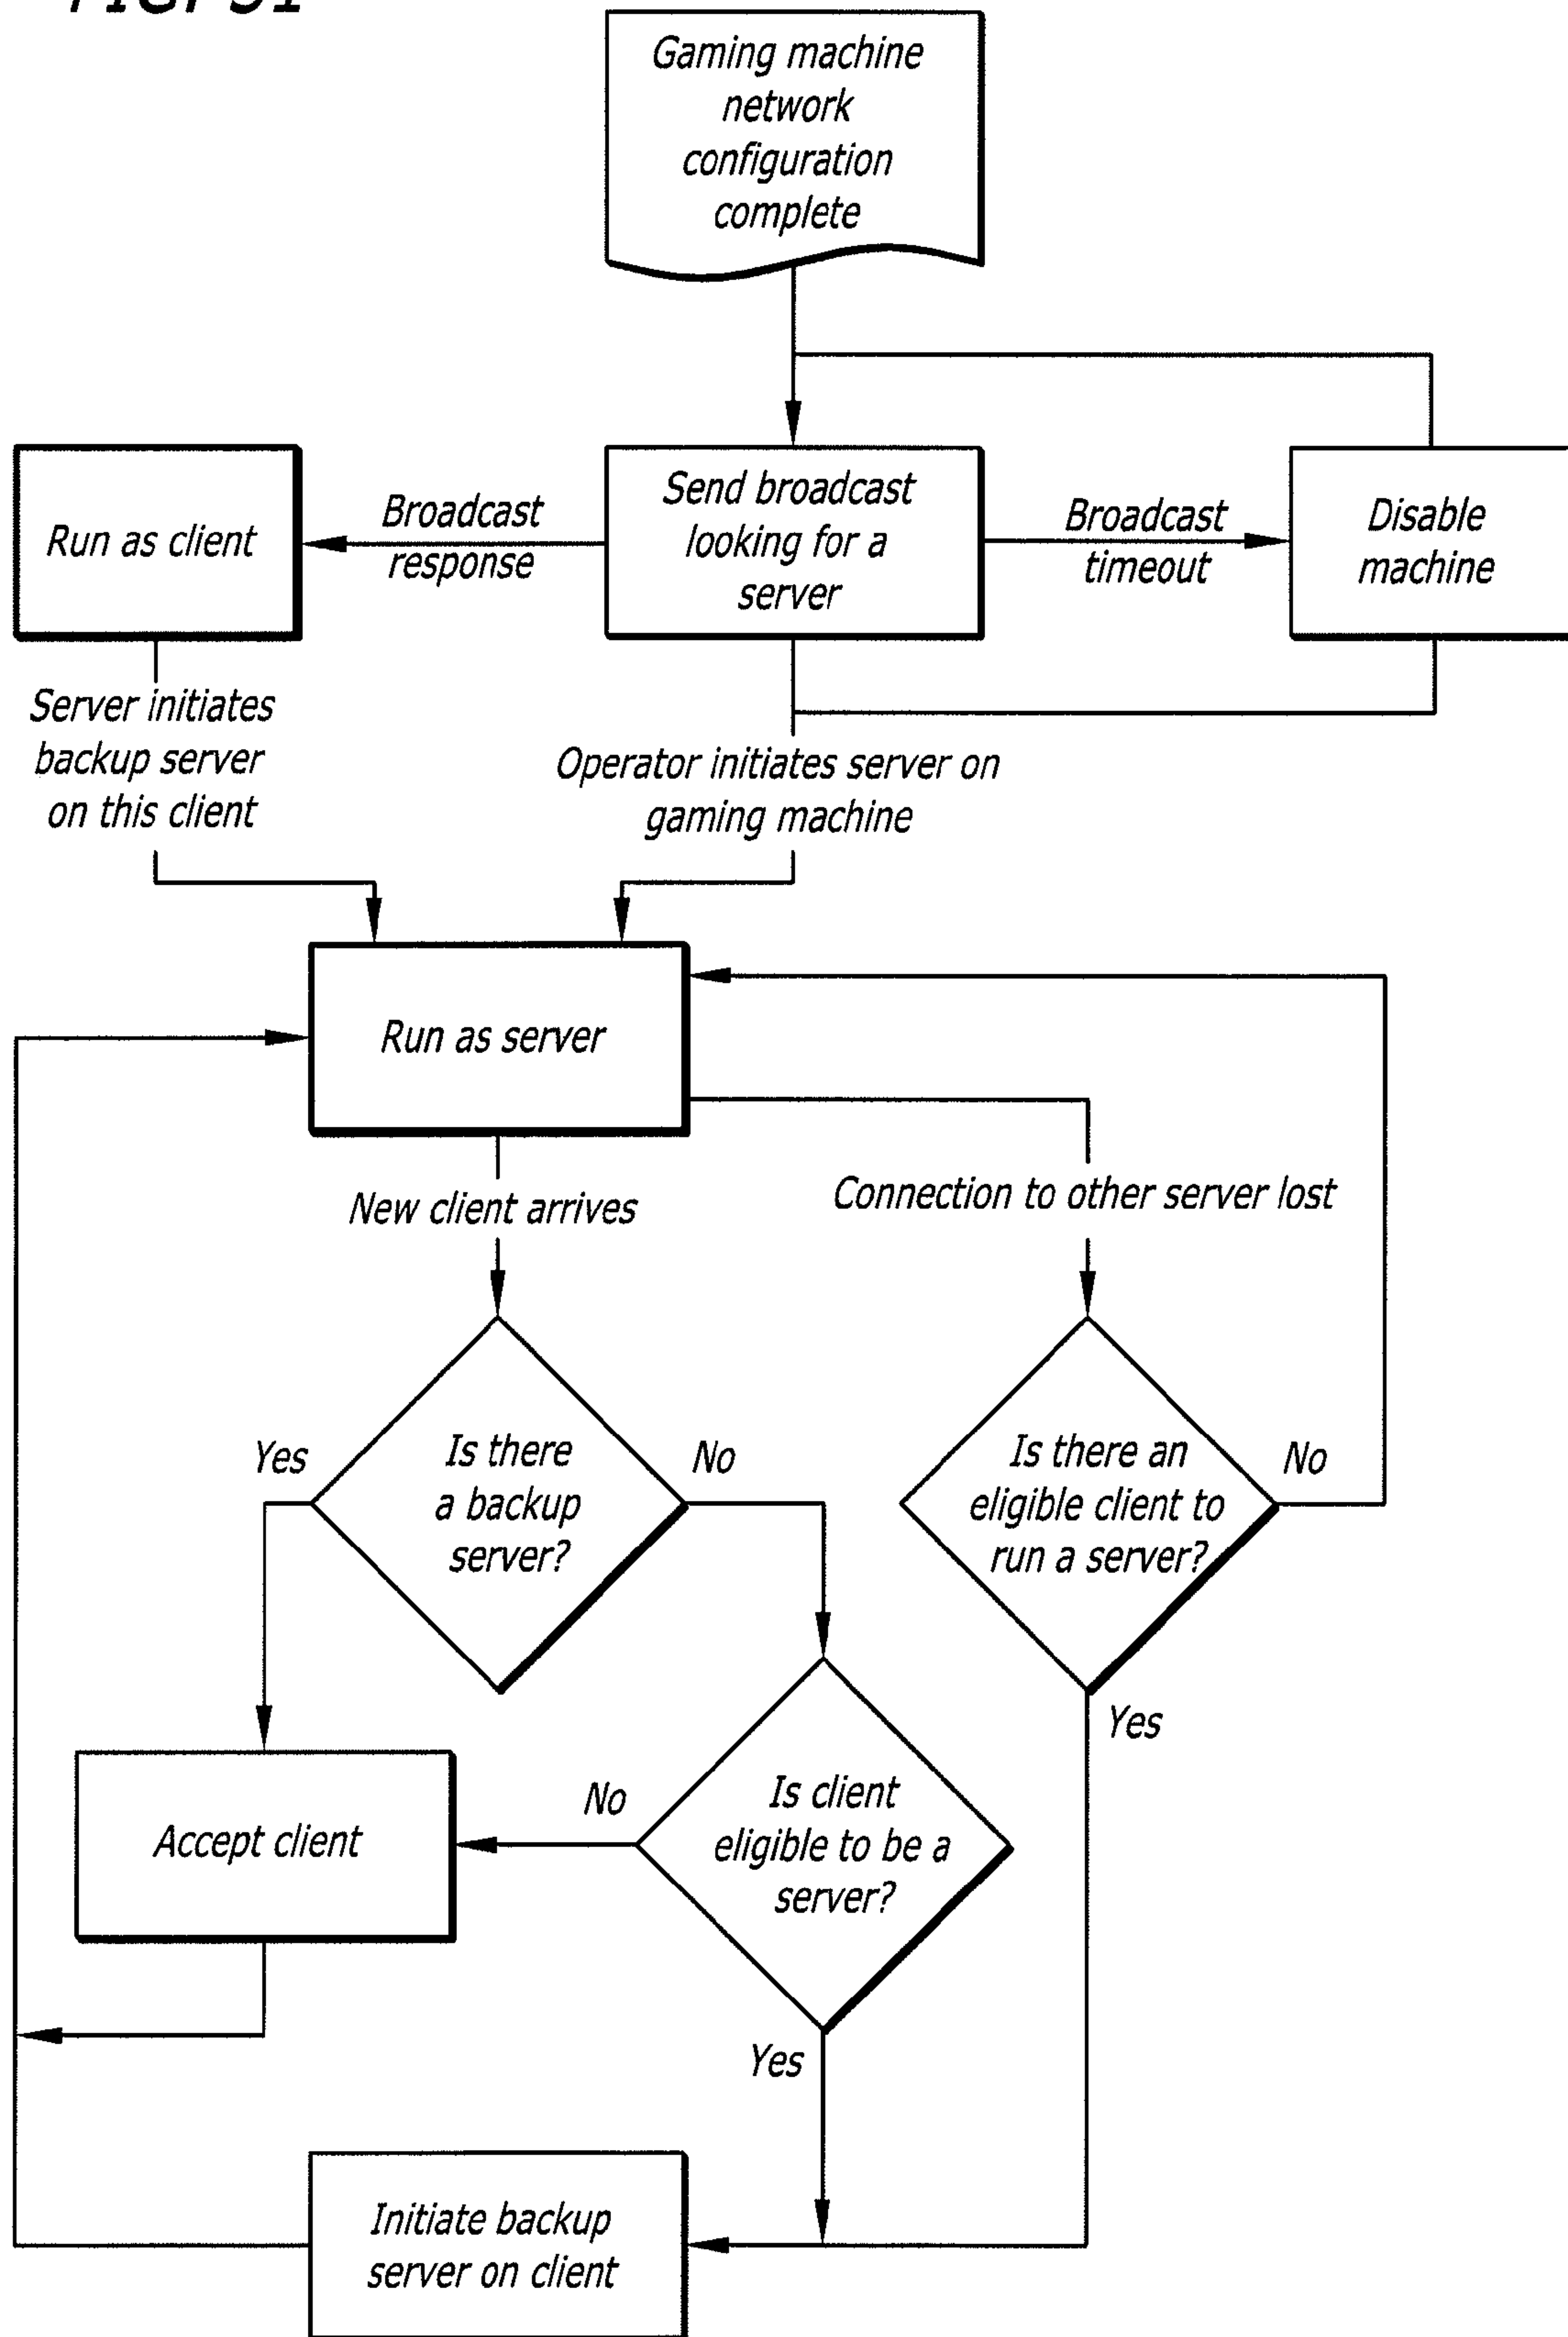 FIG. 31
Gaming machine
network
configuration
complete
Run as client
Broadcast
response
Send broadcast
looking for a
server
Broadcast
timeout
Disable
machine
Server initiates
backup server
on this client
Operator initiates server on
gaming machine
Run as server
New client arrives
Connection to other server lost
Yes
Is there
a backup
server?
No
Is there an
eligible client to
run a server?
No
Yes
Accept client
No
Is client
eligible to be a
server?
Yes
Initiate backup
server on client